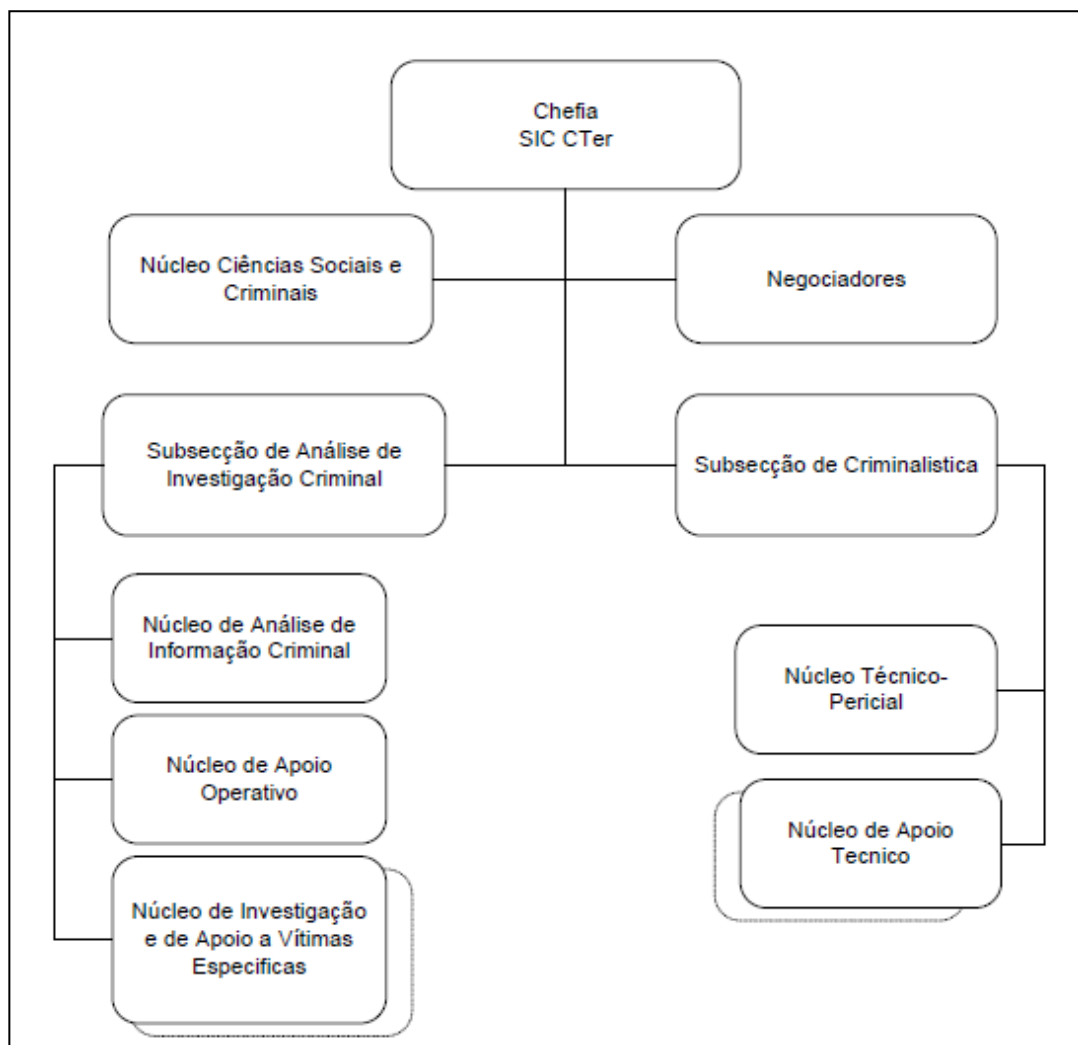 Chefia
SIC CTer
Núcleo Ciências Sociais e
Criminais
Negociadores
Subsecção de Análise de
Investigação Criminal
Subsecção de Criminalistica
Núcleo de Análise de
Informação Criminal
Núcleo de Apoio
Operativo
Núcleo de Investigação
e de Apoio a Vítimas
Especificas
Núcleo Técnico-
Pericial
Núcleo de Apoio
Tecnico